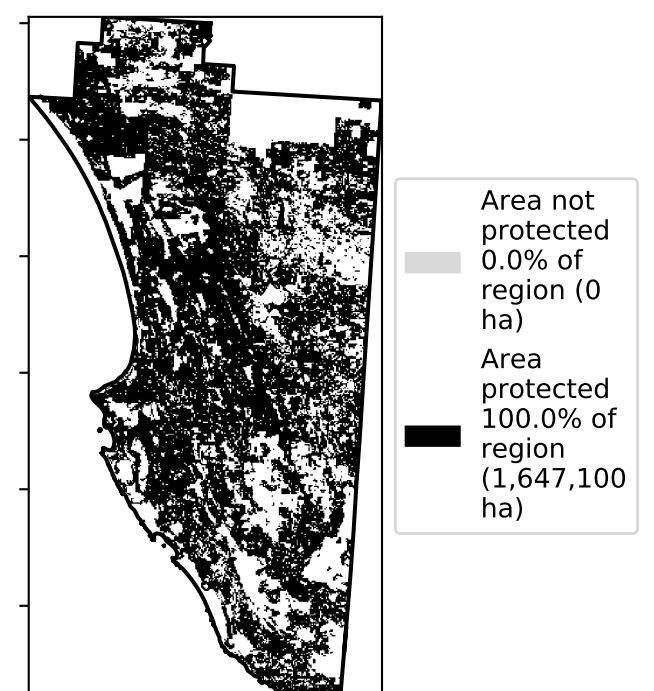 Area not
protected
0.0% of
region (0
ha)
Area
protected
100.0% of
region
(1,647,100
ha)